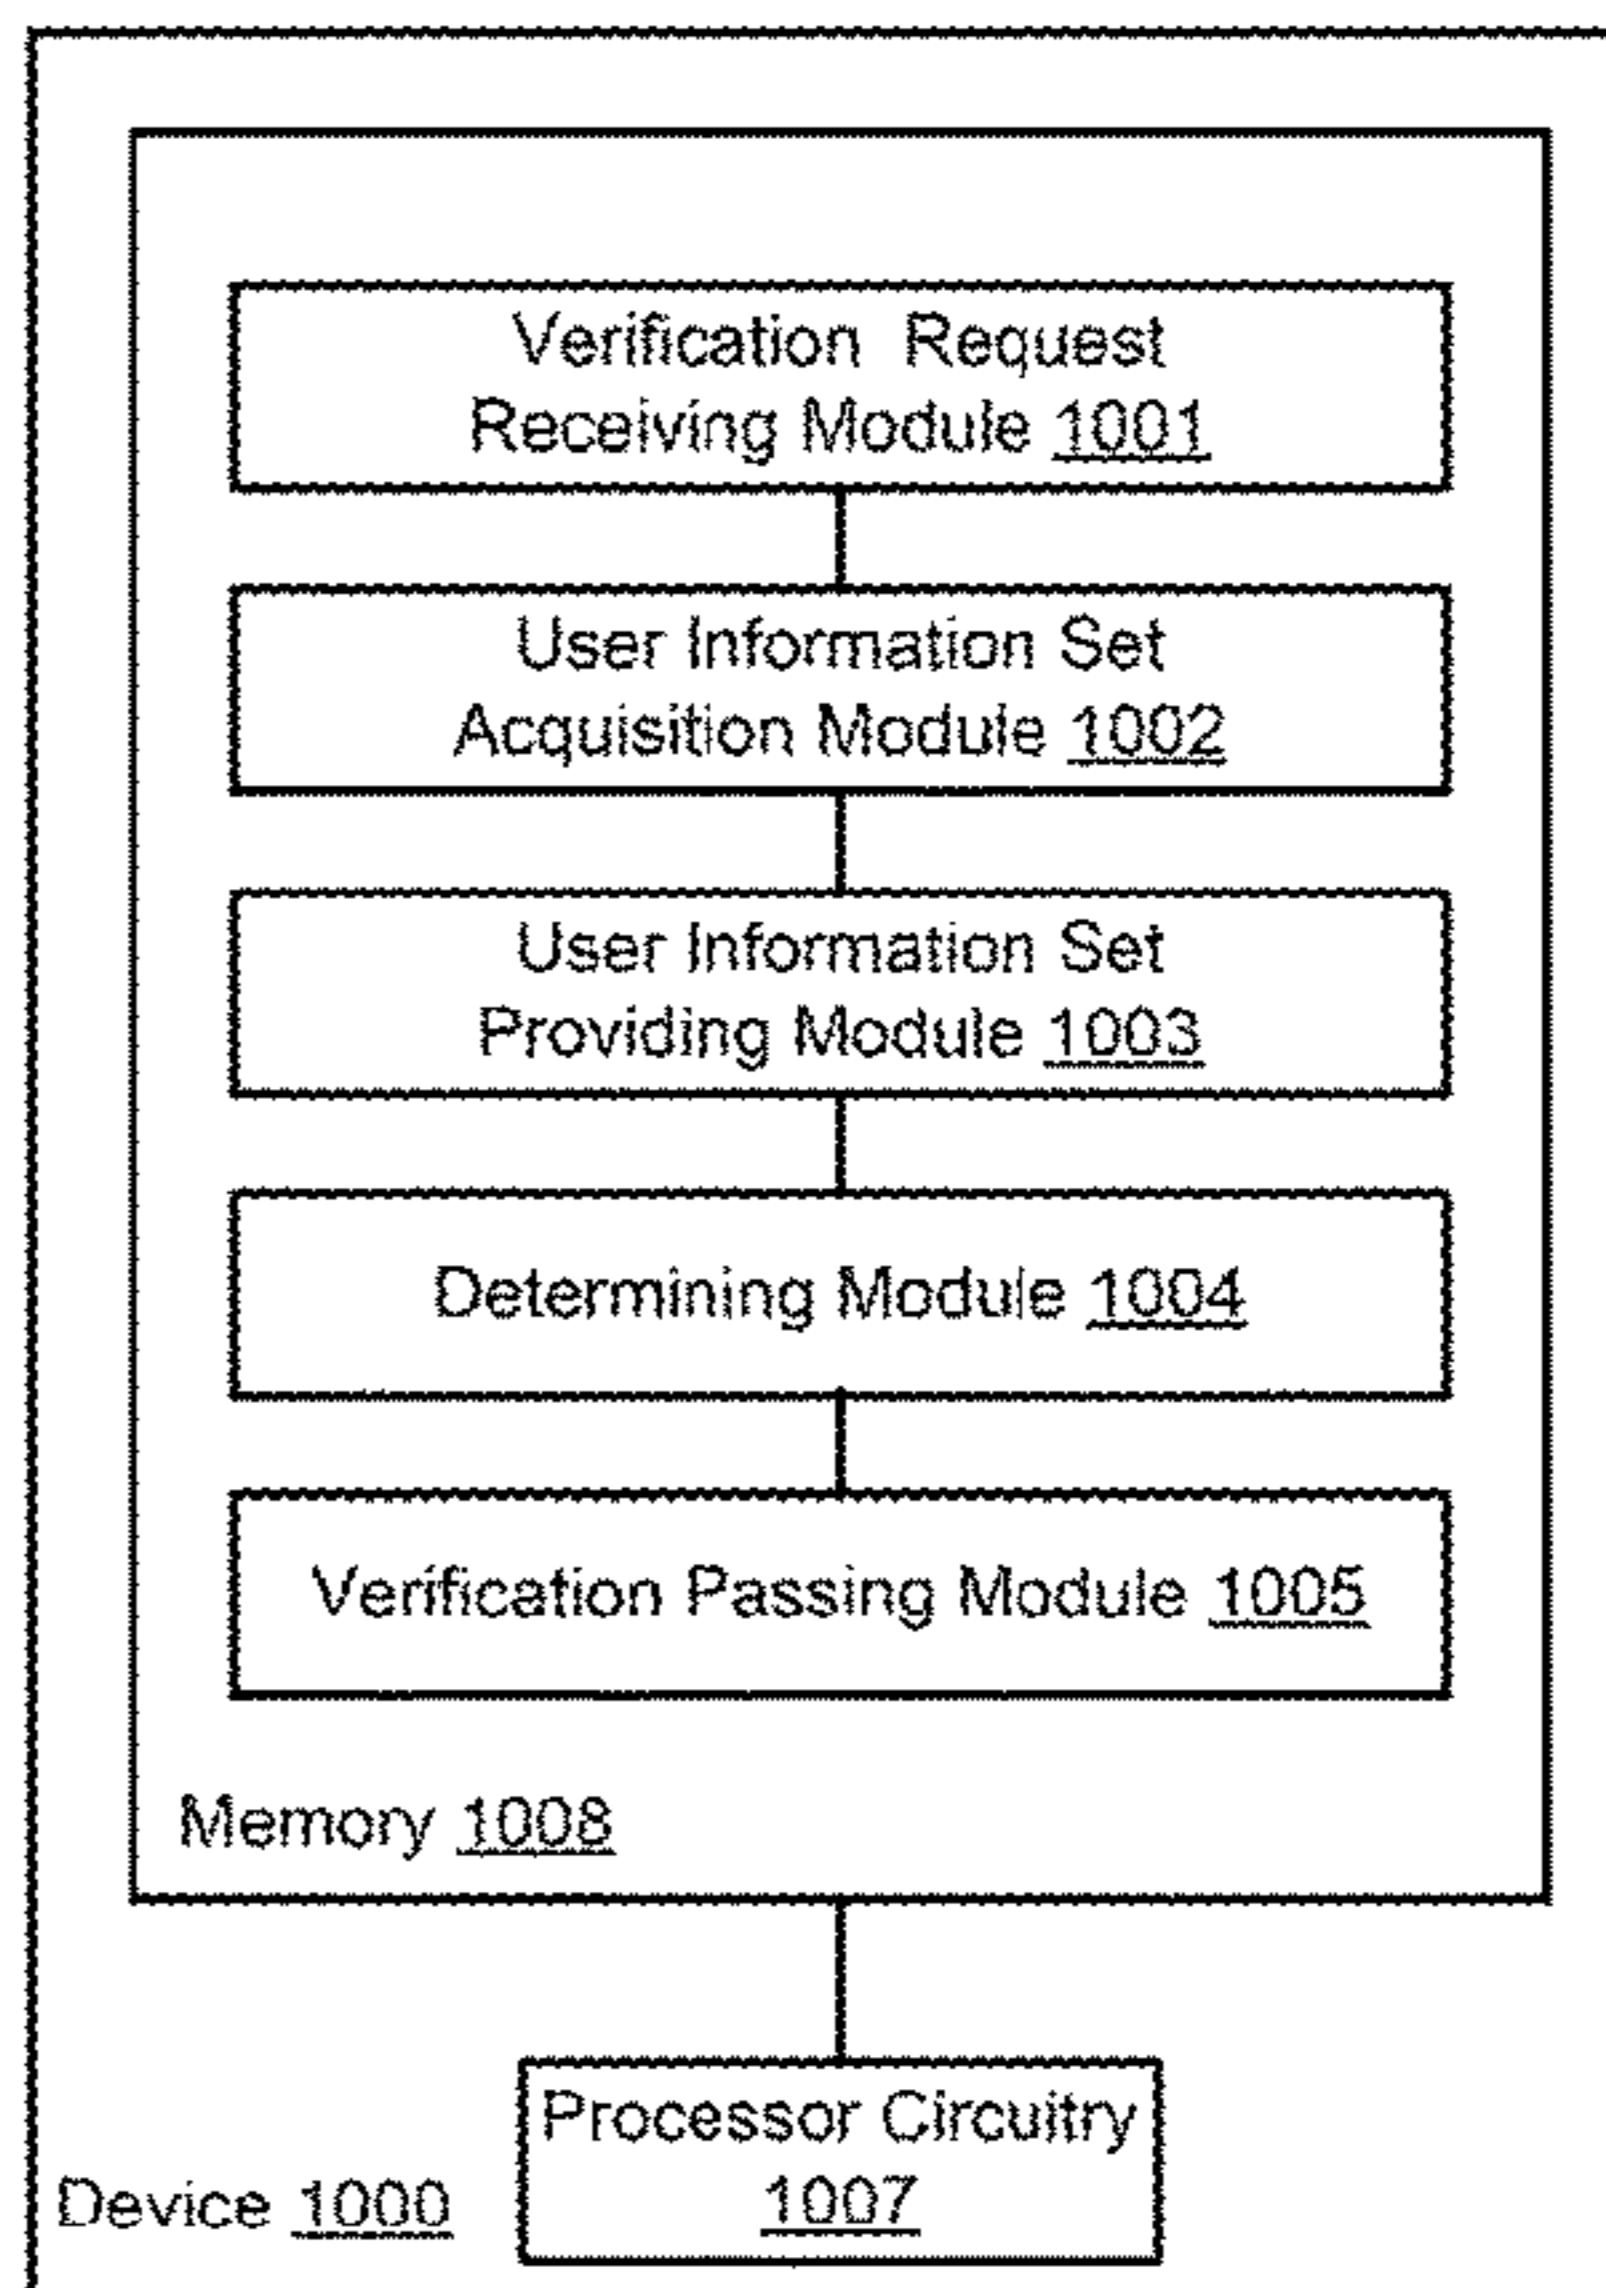 Verification Request
Receiving Module 1001
User Information Set
Acquisition Module 1002
User Information Set
Providing Module 1003
Determining Module 1004
Verification Passing Module 1005
Memory 1008
Processor Circuitry
1007
Device 1000